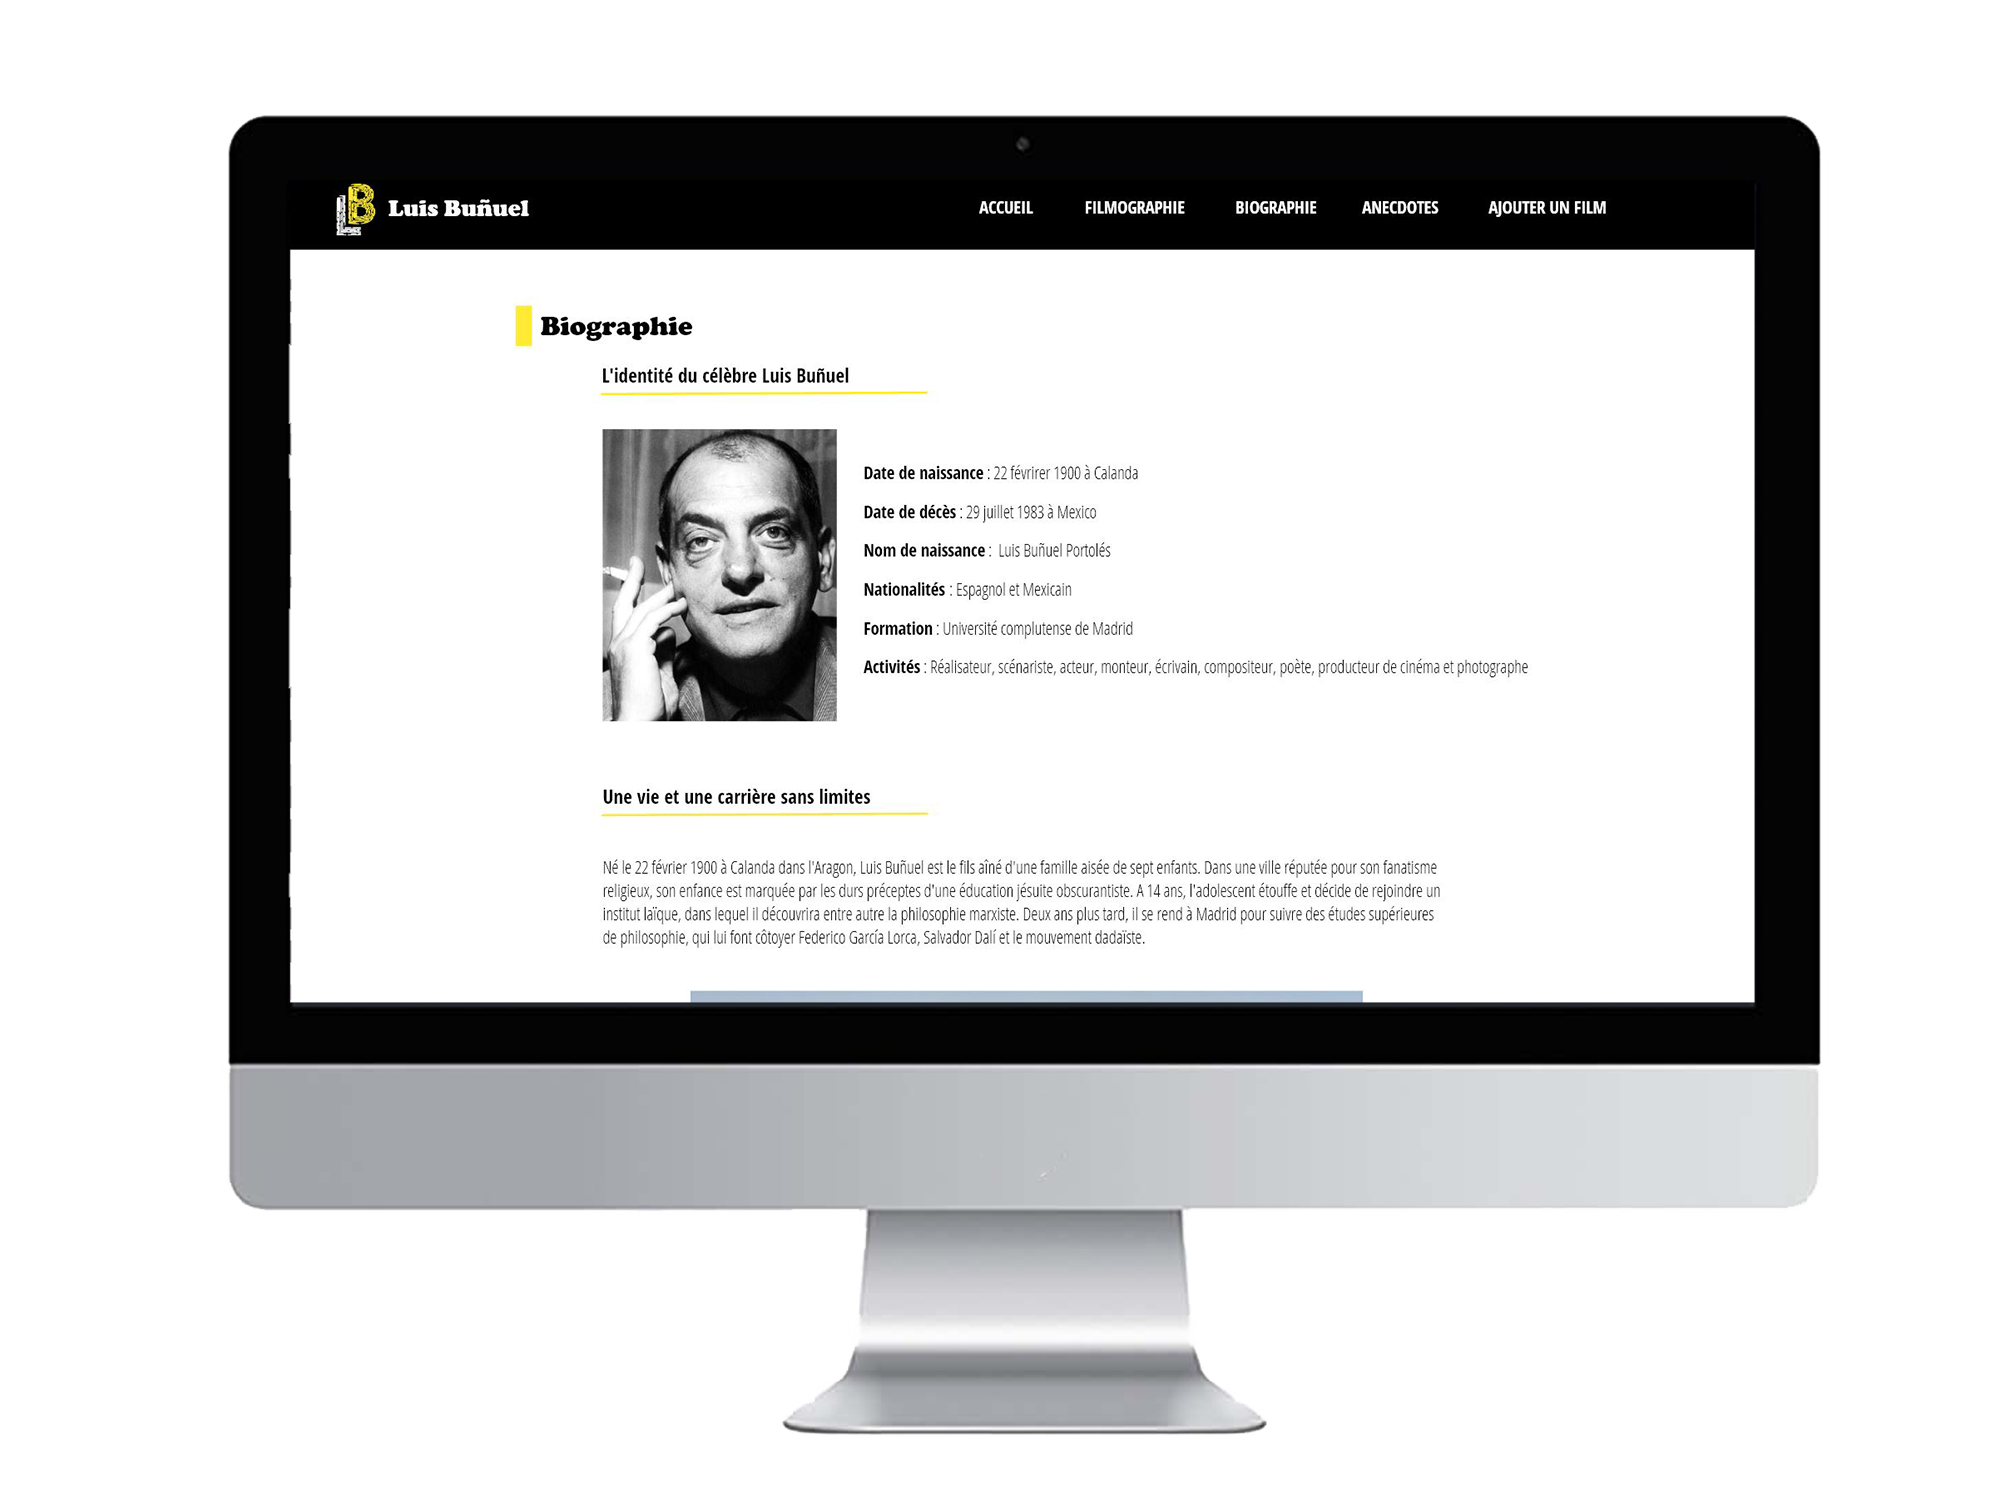 LB Luis Buñuel ACCUEIL FILMOGRAPHIE BIOGRAPHIE ANECDOTES AJOUTER UN FILM
Biographie
L'identité du célèbre Luis Buñuel
Date de naissance : 22 févrirer 1900 à Calanda
Date de décès : 29 juillet 1983 à Mexico
Nom de naissance : Luis Buñuel Portolés
Nationalités : Espagnol et Mexicain
Formation : Université complutense de Madrid
Activités : Réalisateur, scénariste, acteur, monteur, écrivain, compositeur, poète, producteur de cinéma et photographe
Une vie et une carrière sans limites
Né le 22 février 1900 à Calanda dans l'Aragon, Luis Buñuel est le fils aîné d'une famille aisée de sept enfants. Dans une ville réputée pour son fanatisme
religieux, son enfance est marquée par les durs préceptes d'une éducation jésuite obscurantiste. A 14 ans, l'adolescent étouffe et décide de rejoindre un
institut laïque, dans lequel il découvrira entre autre la philosophie marxiste. Deux ans plus tard, il se rend à Madrid pour suivre des études supérieures
de philosophie, qui lui font côtoyer Federico García Lorca, Salvador Dalí et le mouvement dadaïste.